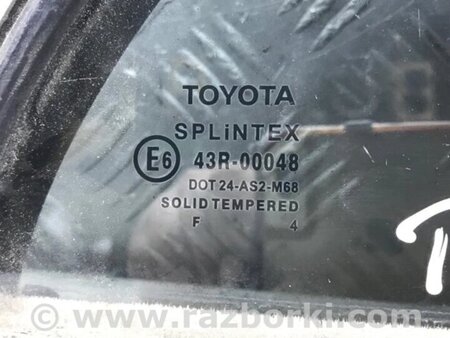 TOYOTA
SPLiNTEX
E6 43R-00048
DOT 24-AS2-M68
SOLID TEMPERED
F 4
www.razborki.com